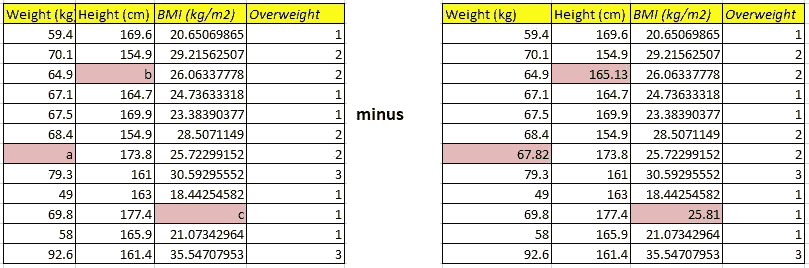 Weight (kg Height (cm) BMI (kg/m2) Overweight Weight (kg) Height (cm) BMI (kg/m2) Overweight
59.4 169.6 20.65069865 1 59.4 169.6 20.65069865 1
70.1 154.9 29.21562507 2 70.1 154.9 29.21562507 2
64.9 b 26.06337778 2 64.9 165.13 26.06337778 2
67.1 164.7 24.73633318 1 67.1 164.7 24.73633318 1
67.5 169.9 23.38390377 1 minus 67.5 169.9 23.38390377 1
68.4 154.9 28.5071149 2 68.4 154.9 28.5071149 2
a 173.8 25.72299152 2 67.82 173.8 25.72299152 2
79.3 161 30.59295552 3 79.3 161 30.59295552 3
49 163 18.44254582 1 49 163 18.44254582 1
69.8 177.4 c 1 69.8 177.4 25.81 1
58 165.9 21.07342964 1 58 165.9 21.07342964 1
92.6 161.4 35.54707953 3 92.6 161.4 35.54707953 3